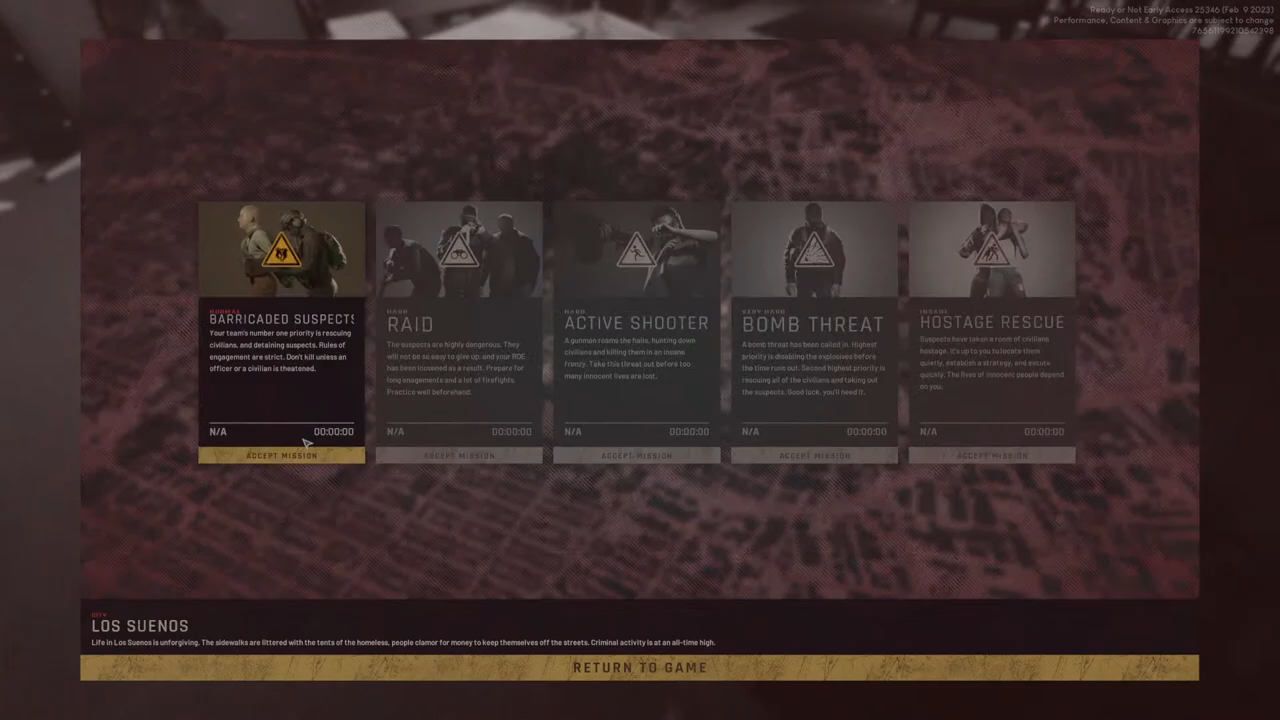 Ready or Not Early Access 25346 (Feb 9 2023)
Performance, Content & Graphics are subject to change
76561199210542398
NORMAL
BARRICADED SUSPECTS
Your team's number one priority is rescuing
civilians, and detaining suspects. Rules of
engagement are strict. Don't kill unless an
officer or a civilian is theatened.
N/A 00:00:00
ACCEPT MISSION
HARD
RAID
The suspects are highly dangerous. They
will not be so easy to give up, and your ROE
has been loosened as a result. Prepare for
long enagements and a lot of firefights.
Practice well beforehand.
N/A 00:00:00
ACCEPT MISSION
HARD
ACTIVE SHOOTER
A gunman roams the halls, hunting down
civilians and killing them in an insane
frenzy. Take this threat out before too
many innocent lives are lost.
N/A 00:00:00
ACCEPT MISSION
VERY HARD
BOMB THREAT
A bomb threat has been called in. Highest
priority is disabling the explosives before
the time runs out. Second highest priority is
rescuing all of the civilians and taking out
the suspects. Good luck, you'll need it.
N/A 00:00:00
ACCEPT MISSION
INSANE
HOSTAGE RESCUE
Suspects have taken a room of civilians
hostage. It's up to you to locate them
quietly, establish a strategy, and execute
quickly. The lives of innocent people depend
on you.
N/A 00:00:00
ACCEPT MISSION
CITY
LOS SUENOS
Life in Los Suenos is unforgiving. The sidewalks are littered with the tents of the homeless, people clamor for money to keep themselves off the streets. Criminal activity is at an all-time high.
RETURN TO GAME